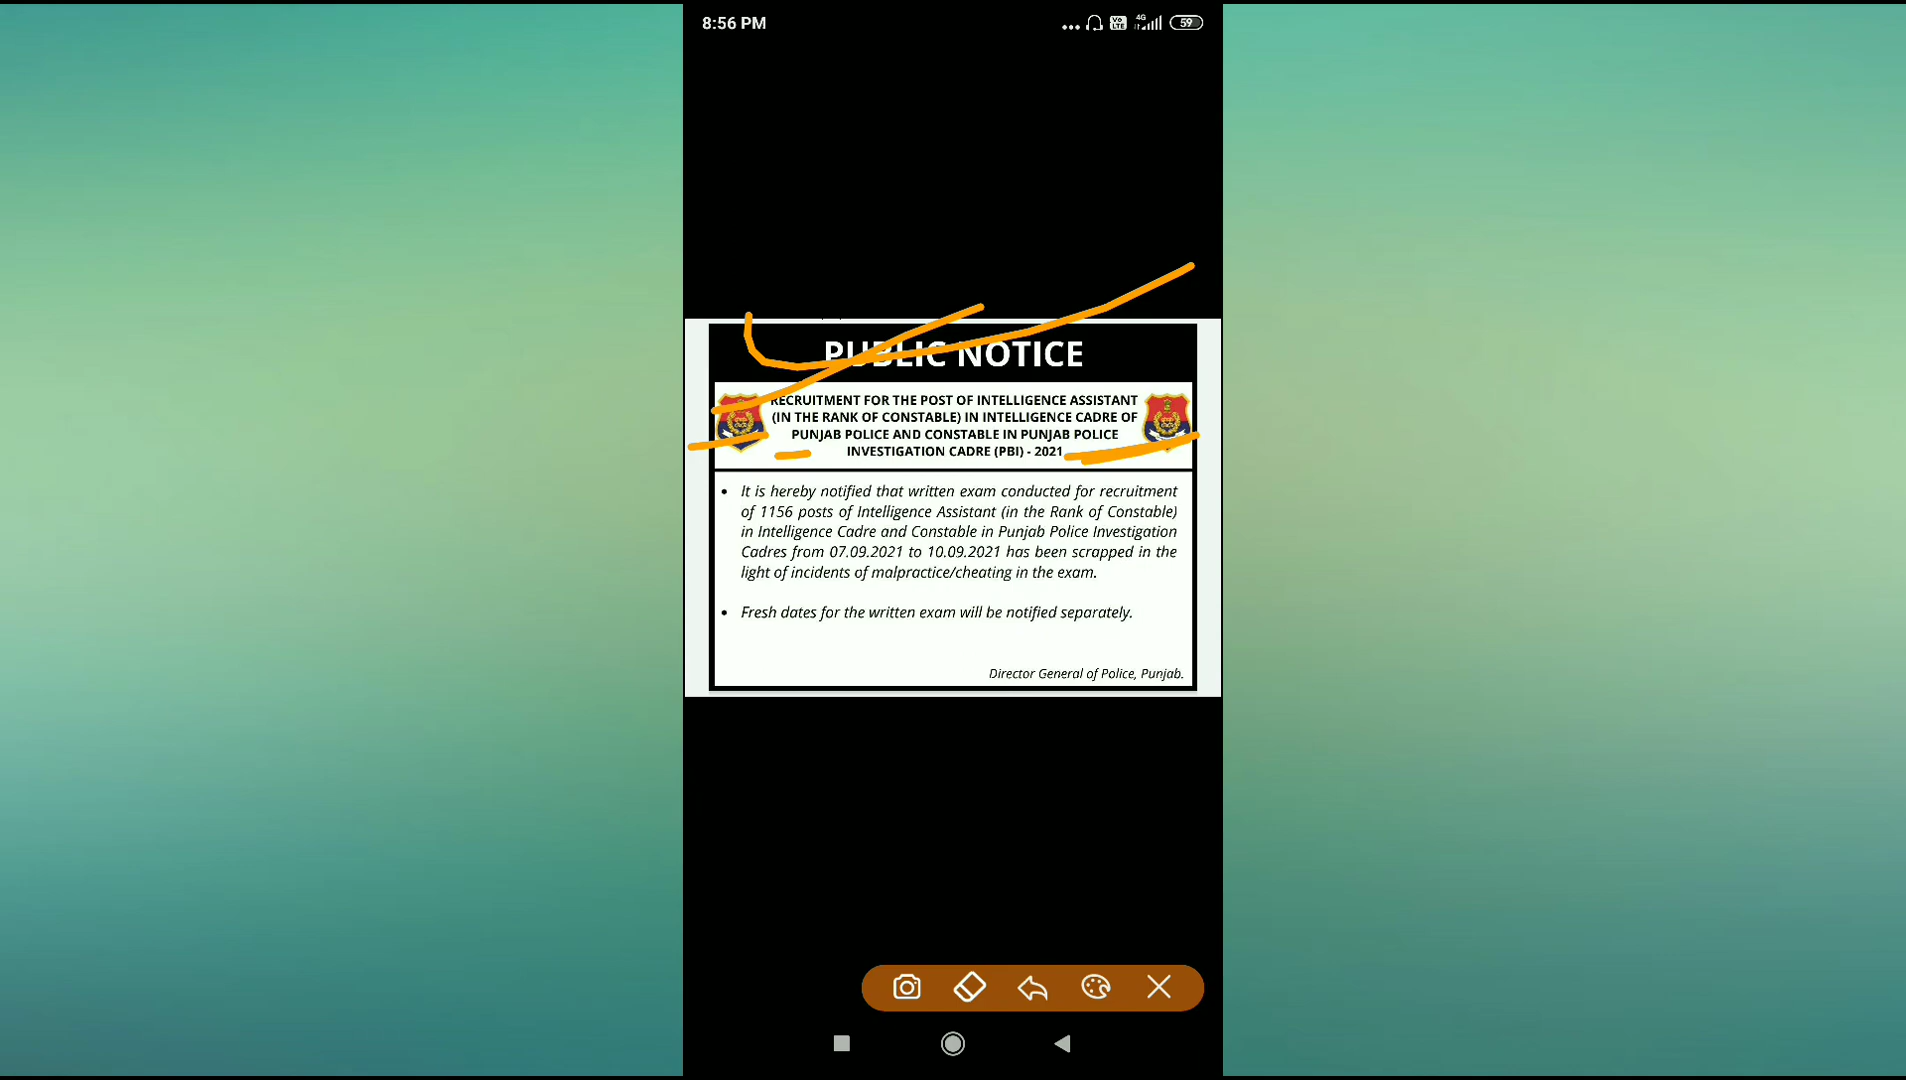 8:56 PM
Vo LTE
4G
59
PUBLIC NOTICE
RECRUITMENT FOR THE POST OF INTELLIGENCE ASSISTANT
(IN THE RANK OF CONSTABLE) IN INTELLIGENCE CADRE OF
PUNJAB POLICE AND CONSTABLE IN PUNJAB POLICE
INVESTIGATION CADRE (PBI) - 2021
• It is hereby notified that written exam conducted for recruitment
of 1156 posts of Intelligence Assistant (in the Rank of Constable)
in Intelligence Cadre and Constable in Punjab Police Investigation
Cadres from 07.09.2021 to 10.09.2021 has been scrapped in the
light of incidents of malpractice/cheating in the exam.
• Fresh dates for the written exam will be notified separately.
Director General of Police, Punjab.